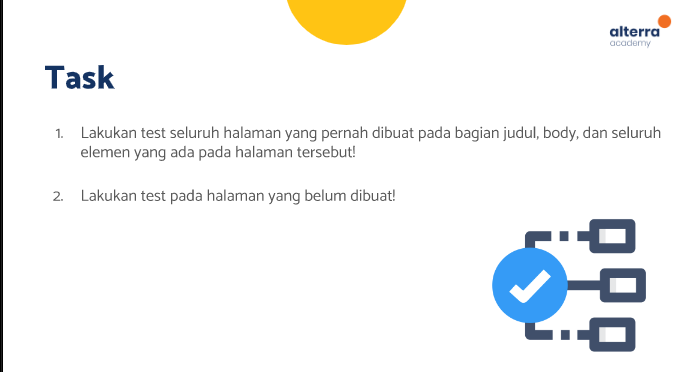 alterra
academy
Task
1. Lakukan test seluruh halaman yang pernah dibuat pada bagian judul, body, dan seluruh
elemen yang ada pada halaman tersebut!
2. Lakukan test pada halaman yang belum dibuat!